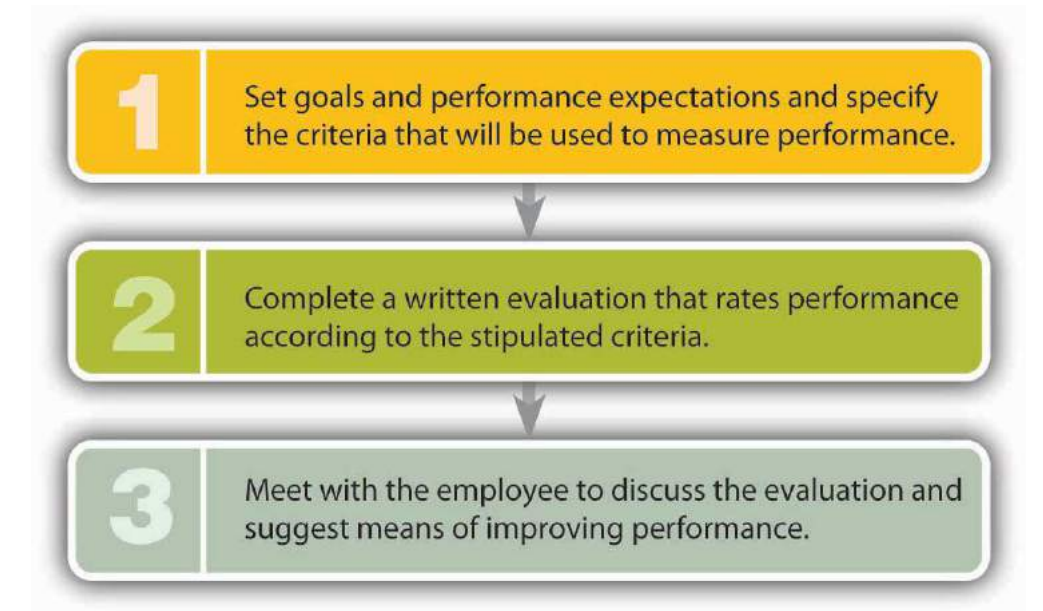 1
Set goals and performance expectations and specify
the criteria that will be used to measure performance.
2
Complete a written evaluation that rates performance
according to the stipulated criteria.
3
Meet with the employee to discuss the evaluation and
suggest means of improving performance.